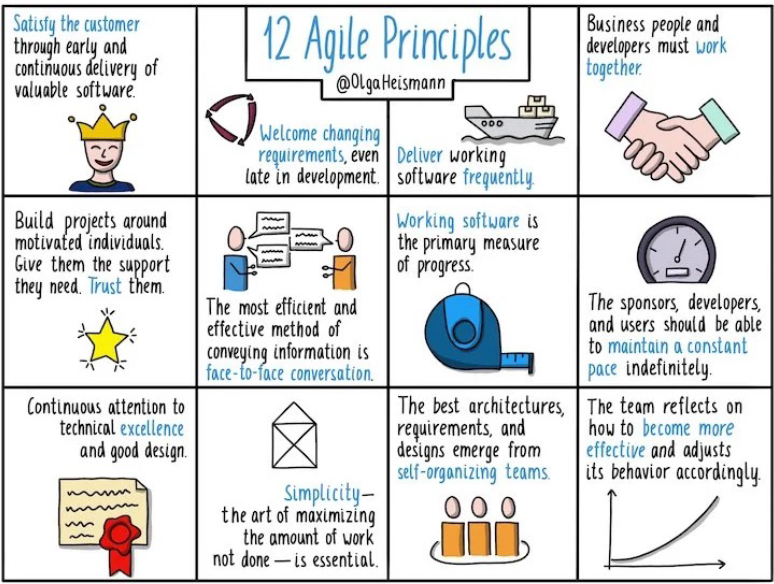 12 Agile Principles
@OlgaHeismann
Satisfy the customer
through early and
continuous delivery of
valuable software.
Welcome changing
requirements, even
late in development.
Deliver working
software frequently.
Business people and
developers must work
together.
Build projects around
motivated individuals.
Give them the support
they need. Trust them.
The most efficient and
effective method of
conveying information is
face-to-face conversation.
Working software is
the primary measure
of progress.
The sponsors, developers,
and users should be able
to maintain a constant
pace indefinitely.
Continuous attention to
technical excellence
and good design.
Simplicity—
the art of maximizing
the amount of work
not done — is essential.
The best architectures,
requirements, and
designs emerge from
self-organizing teams.
The team reflects on
how to become more
effective and adjusts
its behavior accordingly.